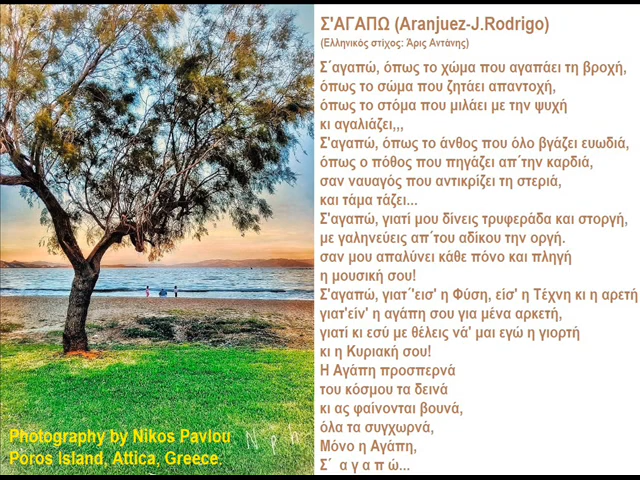 Σ'ΑΓΑΠΩ (Aranjuez-J.Rodrigo)
(Ελληνικός στίχος: Άρις Αντάνης)
Σ΄αγαπώ, όπως το χώμα που αγαπάει τη βροχή,
όπως το σώμα που ζητάει απαντοχή,
όπως το στόμα που μιλάει με την ψυχή
κι αγαλιάζει,,,
Σ'αγαπώ, όπως το άνθος που όλο βγάζει ευωδιά,
όπως ο πόθος που πηγάζει απ΄την καρδιά,
σαν ναυαγός που αντικρίζει τη στεριά,
και τάμα τάζει...
Σ'αγαπώ, γιατί μου δίνεις τρυφεράδα και στοργή,
με γαληνεύεις απ΄του αδίκου την οργή.
σαν μου απαλύνει κάθε πόνο και πληγή
η μουσική σου!
Σ'αγαπώ, γιατ΄'εισ' η Φύση, είσ' η Τέχνη κι η αρετή
γιατ'είν' η αγάπη σου για μένα αρκετή,
γιατί κι εσύ με θέλεις νά' μαι εγώ η γιορτή
κι η Κυριακή σου!
Η Αγάπη προσπερνά
του κόσμου τα δεινά
κι ας φαίνονται βουνά,
όλα τα συγχωρνά,
Μόνο η Αγάπη,
Σ΄ α γ α π ώ...
Photography by Nikos Pavlou
Poros Island, Attica, Greece.